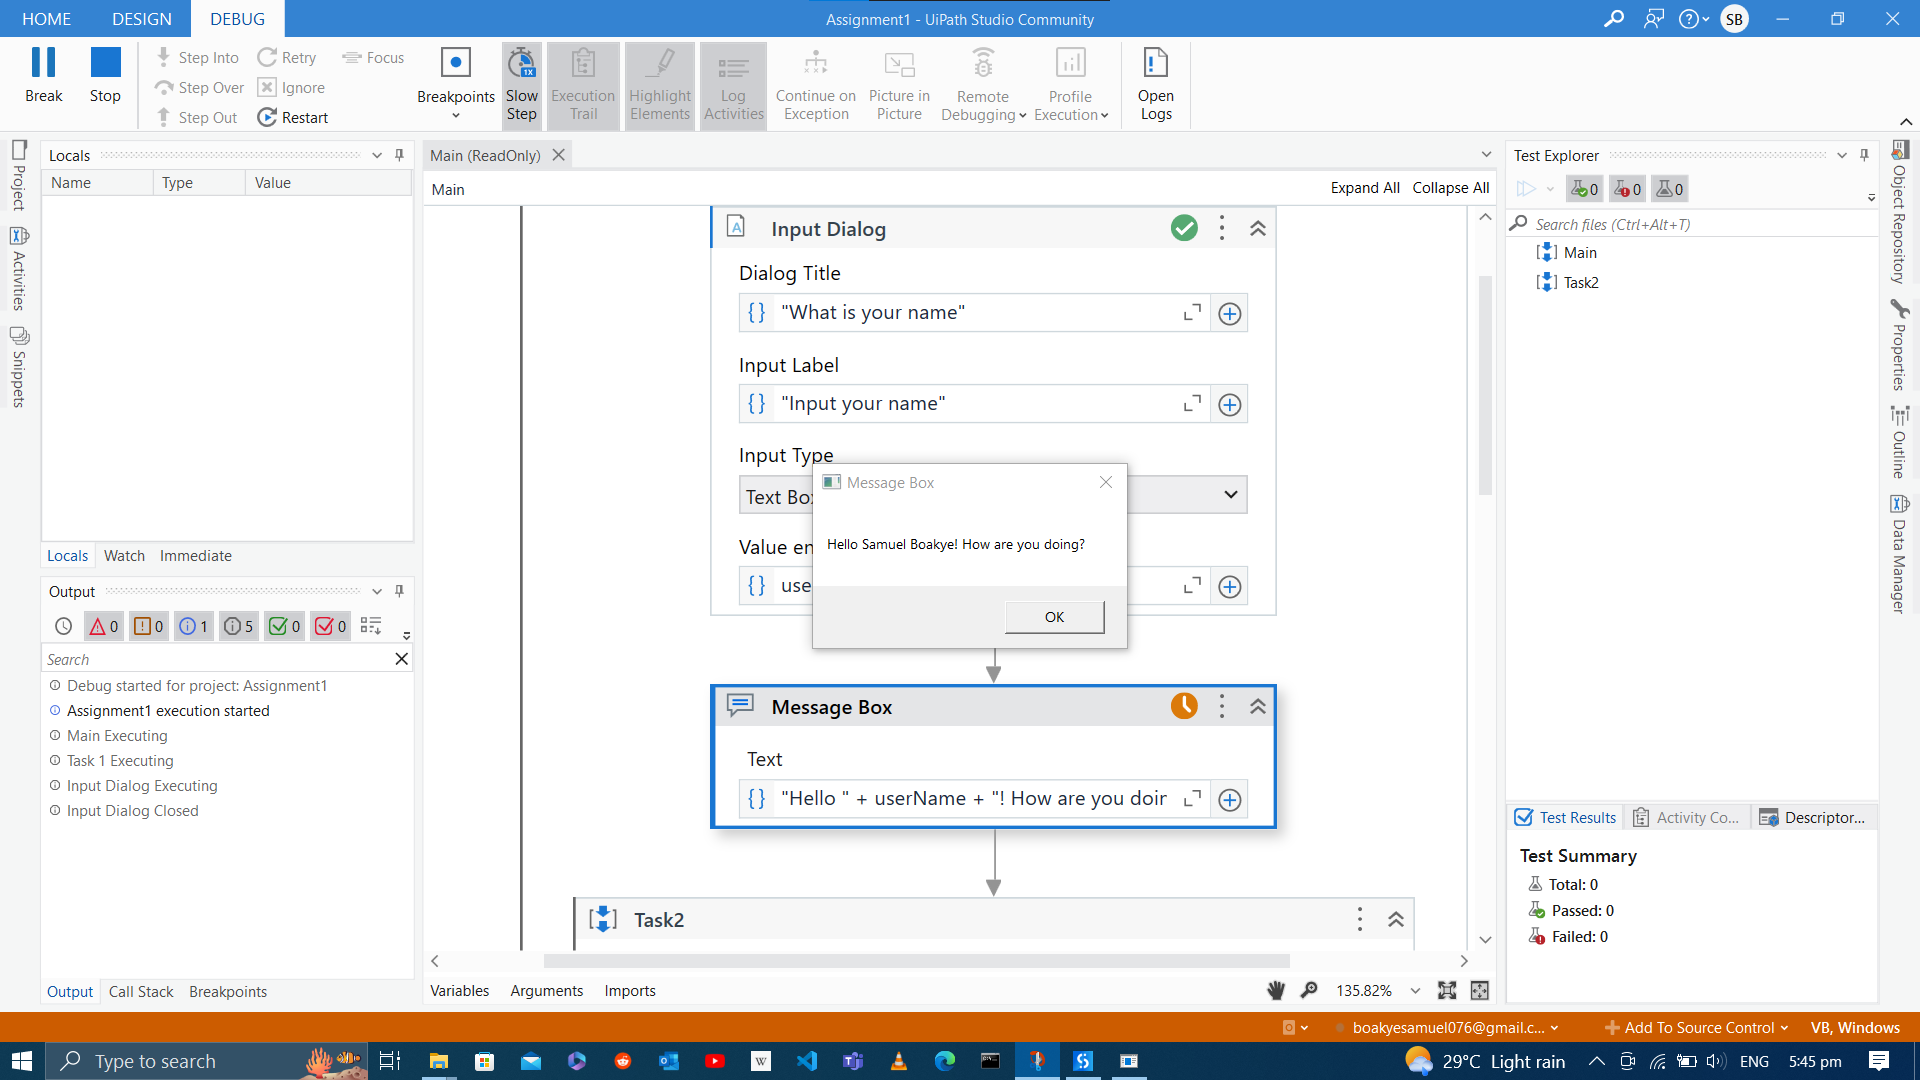 HOME DESIGN DEBUG
Assignment1 - UiPath Studio Community
SB
Break
Stop
Step Into
Step Over
Step Out
Retry
Ignore
Restart
Focus
Breakpoints
1X
Slow Step
Execution Trail
Highlight Elements
Log Activities
Continue on Exception
Picture in Picture
Remote Debugging
Profile Execution
Open Logs
Project
Activities
Snippets
Locals
Name Type Value
Locals Watch Immediate
Output
0 0 1 5 0 0
Search
Debug started for project: Assignment1
Assignment1 execution started
Main Executing
Task 1 Executing
Input Dialog Executing
Input Dialog Closed
Output Call Stack Breakpoints
Main (ReadOnly)
Main
Expand All Collapse All
Input Dialog
Dialog Title
{} "What is your name"
Input Label
{} "Input your name"
Input Type
Text Bo
Value en
{} use
Message Box
Hello Samuel Boakye! How are you doing?
OK
Message Box
Text
{} "Hello " + userName + "! How are you doir
Task2
Variables Arguments Imports
135.82%
Test Explorer
0 0 0
Search files (Ctrl+Alt+T)
Main
Task2
Test Results Activity Co... Descriptor...
Test Summary
Total: 0
Passed: 0
Failed: 0
Object Repository
Properties
Outline
Data Manager
boakyesamuel076@gmail.c...
Add To Source Control
VB, Windows
Type to search
W
29°C Light rain
ENG
5:45 pm